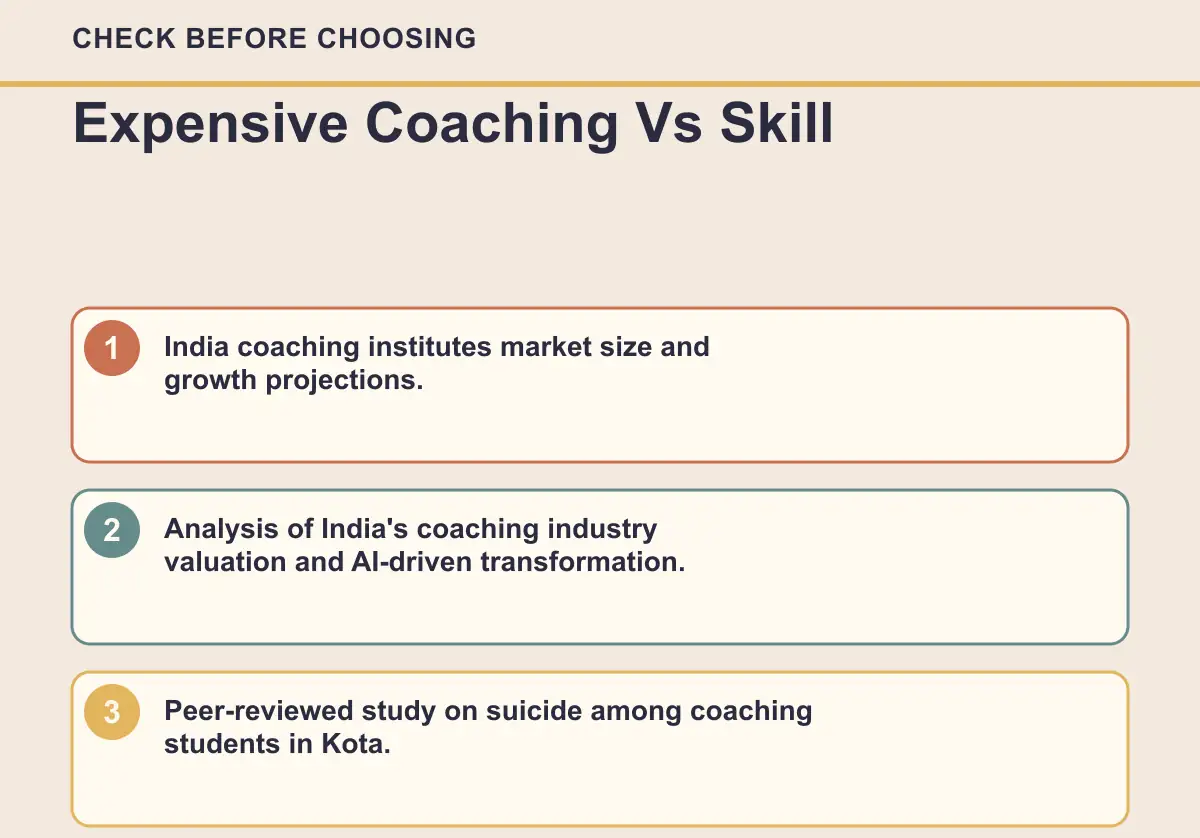 CHECK BEFORE CHOOSING
Expensive Coaching Vs Skill
1
India coaching institutes market size and
growth projections.
2
Analysis of India's coaching industry
valuation and AI-driven transformation.
3
Peer-reviewed study on suicide among coaching
students in Kota.